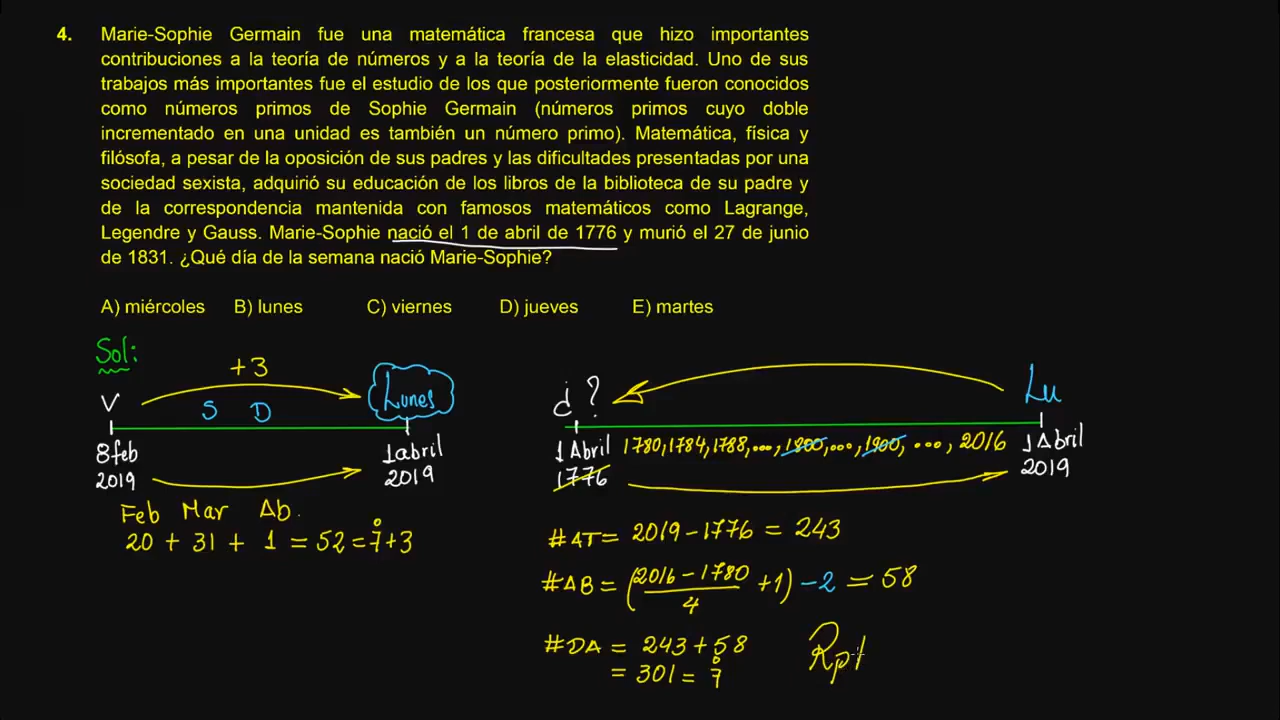 4. Marie-Sophie Germain fue una matemática francesa que hizo importantes
contribuciones a la teoría de números y a la teoría de la elasticidad. Uno de sus
trabajos más importantes fue el estudio de los que posteriormente fueron conocidos
como números primos de Sophie Germain (números primos cuyo doble
incrementado en una unidad es también un número primo). Matemática, física y
filósofa, a pesar de la oposición de sus padres y las dificultades presentadas por una
sociedad sexista, adquirió su educación de los libros de la biblioteca de su padre y
de la correspondencia mantenida con famosos matemáticos como Lagrange,
Legendre y Gauss. Marie-Sophie nació el 1 de abril de 1776 y murió el 27 de junio
de 1831. ¿Qué día de la semana nació Marie-Sophie?
A) miércoles B) lunes C) viernes D) jueves E) martes
Sol:
+3
V S D Lunes
8feb 1abril
2019 2019
Feb Mar Ab.
20 + 31 + 1 = 52 = 7̊ + 3
¿? Lu
1Abril 1780, 1784, 1788, ..., 1800, ..., 1900, ..., 2016 1Abril
1776 2019
#AT = 2019 - 1776 = 243
#AB = (2016 - 1780 / 4 + 1) - 2 = 58
#DA = 243 + 58
= 301 = 7̊
Rpt